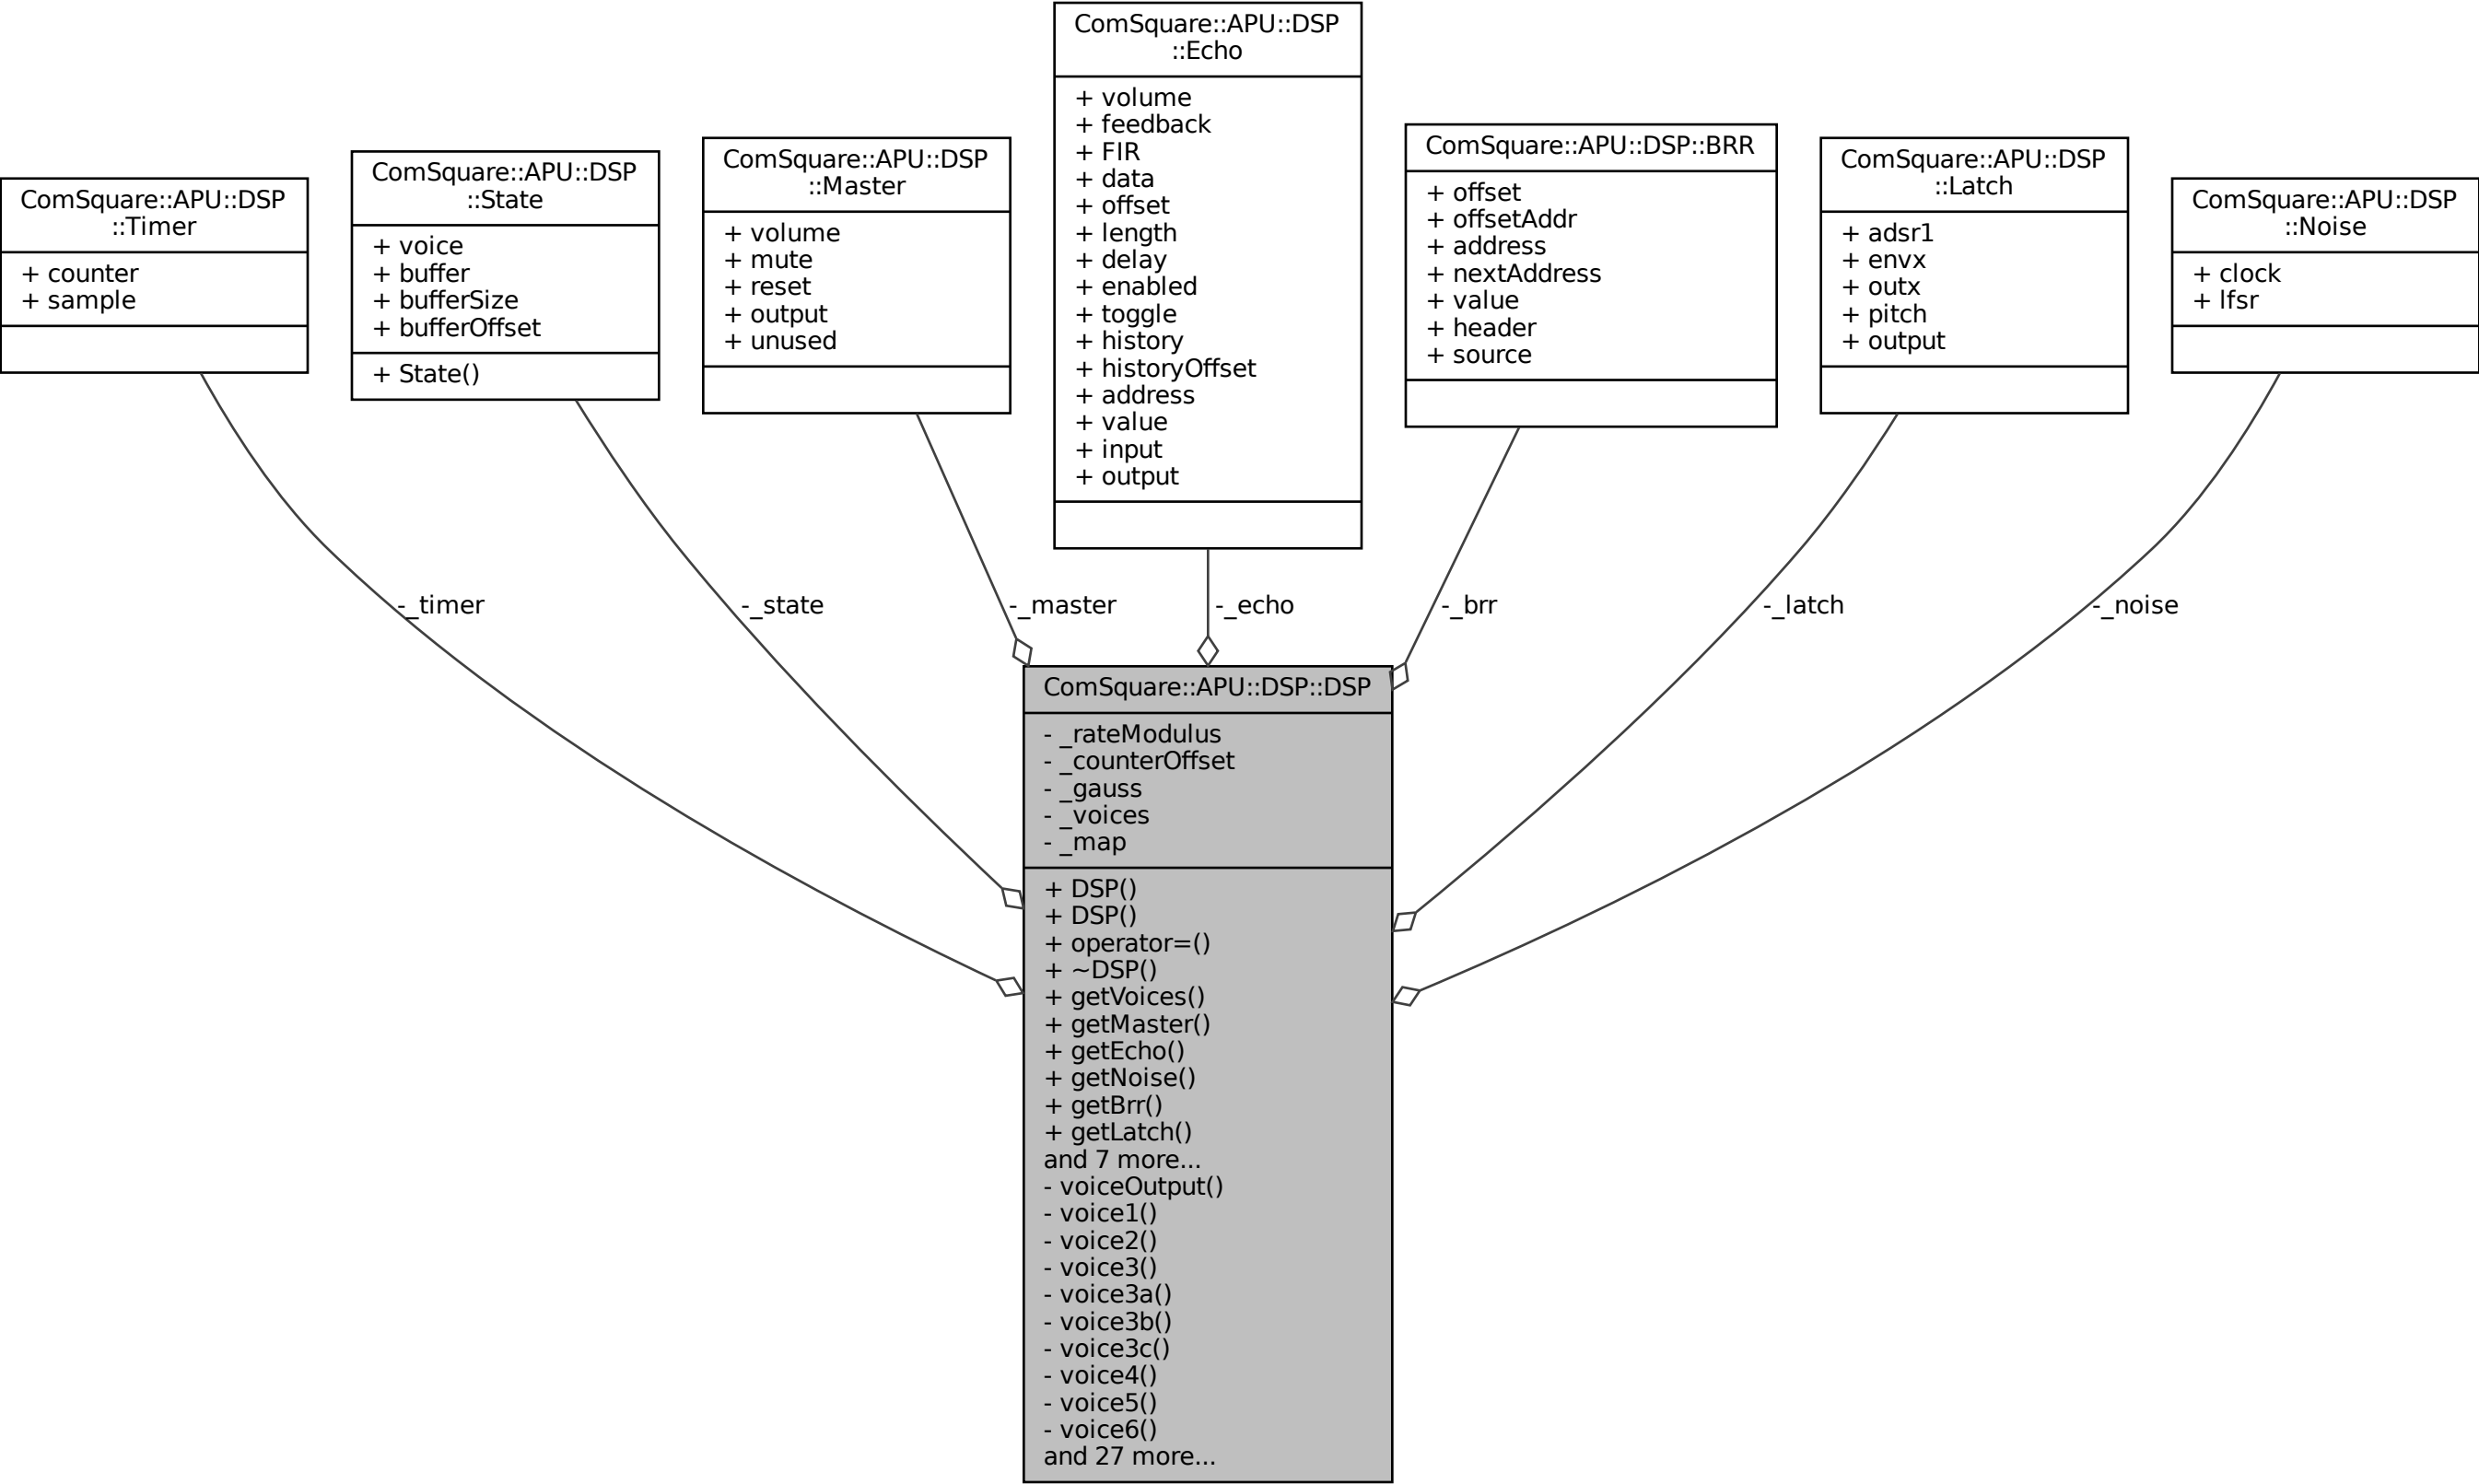 ComSquare::APU::DSP
::Timer
+ counter
+ sample
ComSquare::APU::DSP
::State
+ voice
+ buffer
+ bufferSize
+ bufferOffset
+ State()
ComSquare::APU::DSP
::Master
+ volume
+ mute
+ reset
+ output
+ unused
ComSquare::APU::DSP
::Echo
+ volume
+ feedback
+ FIR
+ data
+ offset
+ length
+ delay
+ enabled
+ toggle
+ history
+ historyOffset
+ address
+ value
+ input
+ output
ComSquare::APU::DSP::BRR
+ offset
+ offsetAddr
+ address
+ nextAddress
+ value
+ header
+ source
ComSquare::APU::DSP
::Latch
+ adsr1
+ envx
+ outx
+ pitch
+ output
ComSquare::APU::DSP
::Noise
+ clock
+ lfsr
-_timer
-_state
-_master
-_echo
-_brr
-_latch
-_noise
ComSquare::APU::DSP::DSP
- _rateModulus
- _counterOffset
- _gauss
- _voices
- _map
+ DSP()
+ DSP()
+ operator=()
+ ~DSP()
+ getVoices()
+ getMaster()
+ getEcho()
+ getNoise()
+ getBrr()
+ getLatch()
and 7 more...
- voiceOutput()
- voice1()
- voice2()
- voice3()
- voice3a()
- voice3b()
- voice3c()
- voice4()
- voice5()
- voice6()
and 27 more...